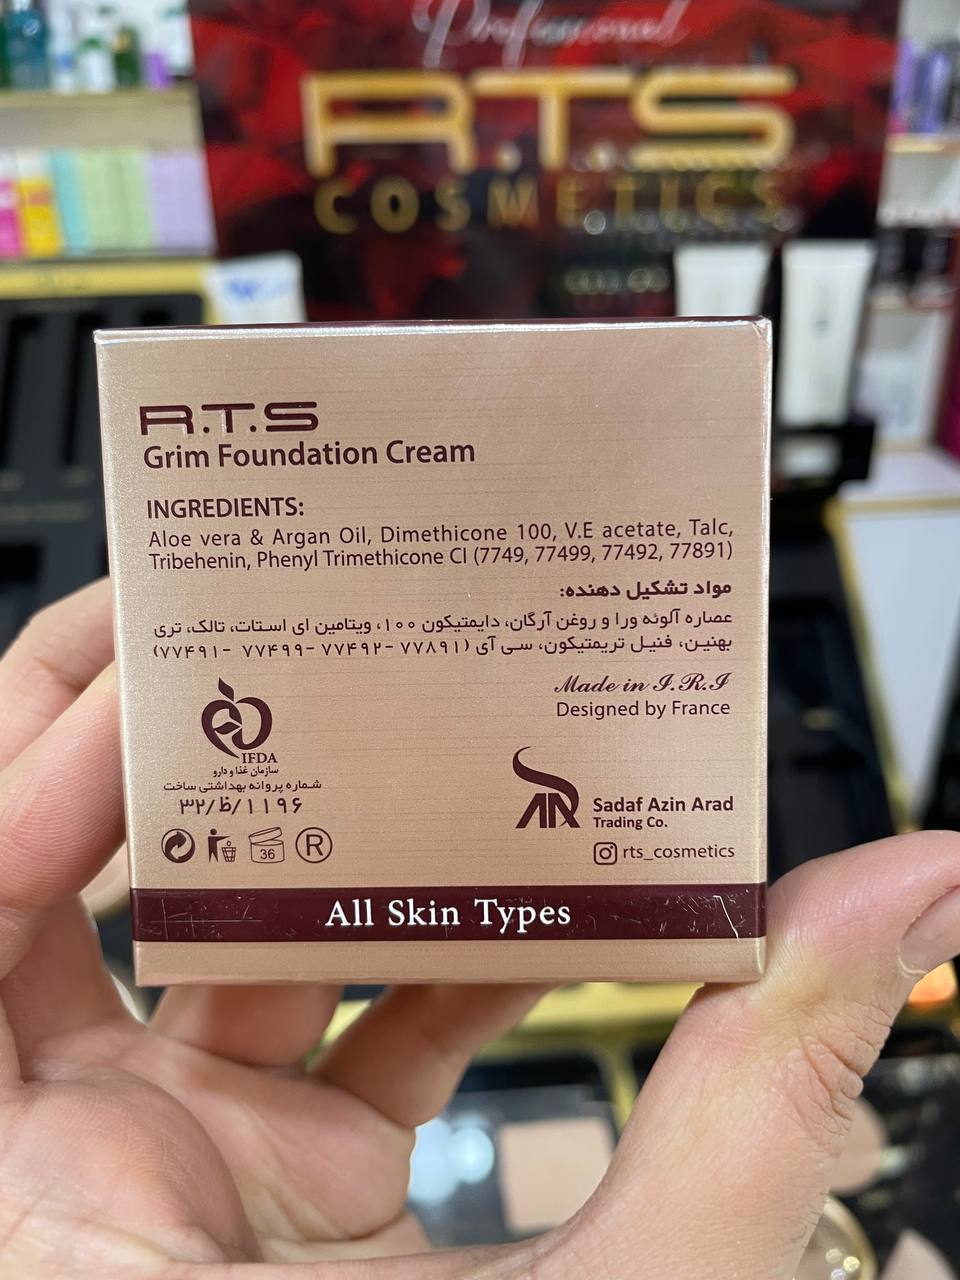 Professional
R.T.S
COSMETICS
R.T.S
Grim Foundation Cream
INGREDIENTS:
Aloe vera & Argan Oil, Dimethicone 100, V.E acetate, Talc,
Tribehenin, Phenyl Trimethicone CI (7749, 77499, 77492, 77891)
مواد تشکیل دهنده:
عصاره آلوئه ورا و روغن آرگان، دایمتیکون ۱۰۰، ویتامین ای استات، تالک، تری
بهنین، فنیل تریمتیکون، سی آی (۷۷۸۹۱ -۷۷۴۹۲ -۷۷۴۹۹ -۷۷۴۹۱)
Made in I.R.I
Designed by France
IFDA
سازمان غذا و دارو
شماره پروانه بهداشتی ساخت
۳۲/ظ/۱۱۹۶
36
R
Sadaf Azin Arad
Trading Co.
rts_cosmetics
All Skin Types